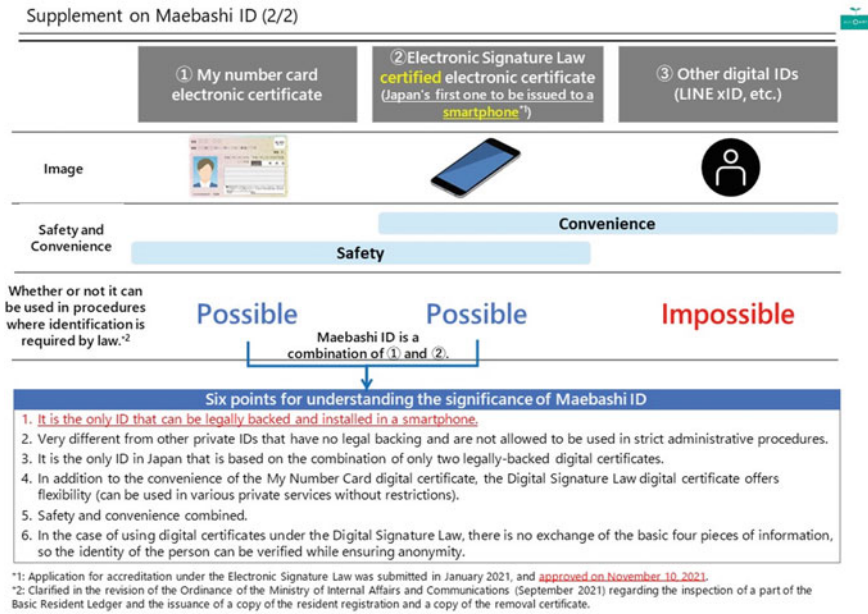 Supplement on Maebashi ID (2/2)
① My number card
electronic certificate
②Electronic Signature Law
certified electronic certificate
(Japan's first one to be issued to a
smartphone*1)
③ Other digital IDs
(LINE xID, etc.)
Image
Safety and
Convenience
Convenience
Safety
Whether or not it can
be used in procedures
where identification is
required by law.*2
Possible
Possible
Impossible
Maebashi ID is a
combination of ① and ②.
Six points for understanding the significance of Maebashi ID
1. It is the only ID that can be legally backed and installed in a smartphone.
2. Very different from other private IDs that have no legal backing and are not allowed to be used in strict administrative procedures.
3. It is the only ID in Japan that is based on the combination of only two legally-backed digital certificates.
4. In addition to the convenience of the My Number Card digital certificate, the Digital Signature Law digital certificate offers
flexibility (can be used in various private services without restrictions).
5. Safety and convenience combined.
6. In the case of using digital certificates under the Digital Signature Law, there is no exchange of the basic four pieces of information,
so the identity of the person can be verified while ensuring anonymity.
*1: Application for accreditation under the Electronic Signature Law was submitted in January 2021, and approved on November 10, 2021.
*2: Clarified in the revision of the Ordinance of the Ministry of Internal Affairs and Communications (September 2021) regarding the inspection of a part of the
Basic Resident Ledger and the issuance of a copy of the resident registration and a copy of the removal certificate.